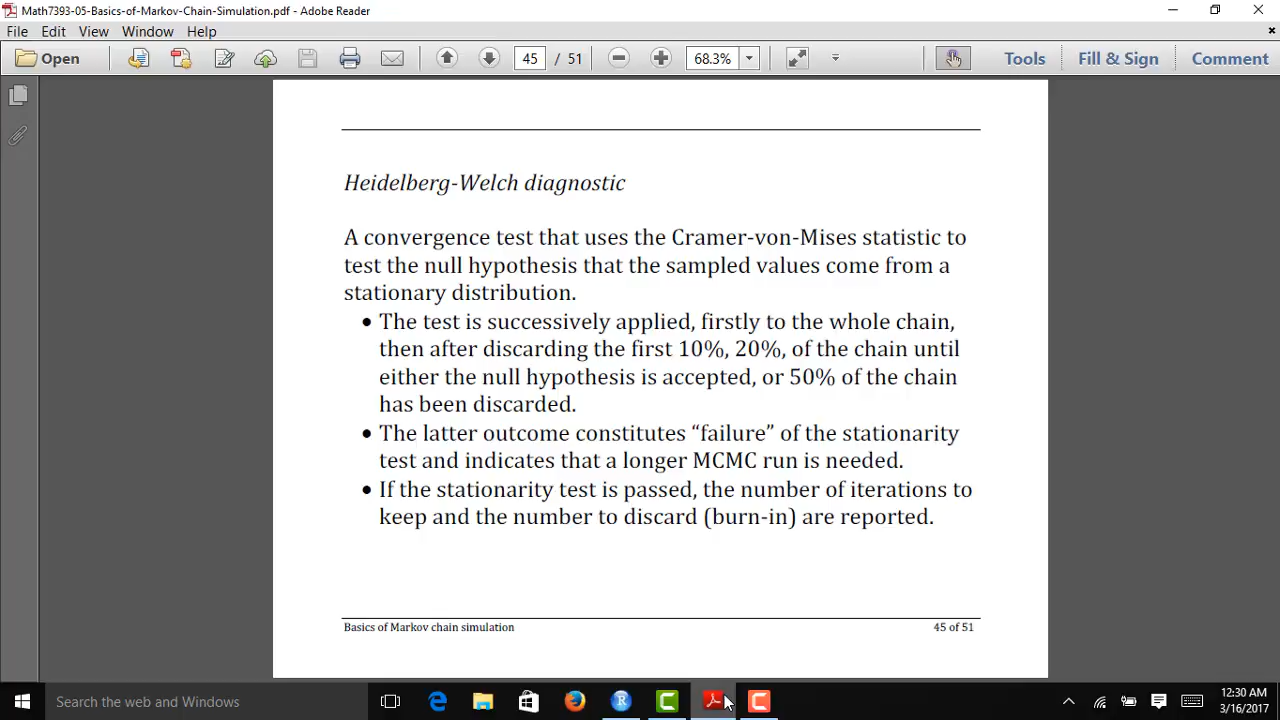 Math7393-05-Basics-of-Markov-Chain-Simulation.pdf - Adobe Reader
File Edit View Window Help
Open 45 / 51 68.3% Tools Fill & Sign Comment
Heidelberg-Welch diagnostic
A convergence test that uses the Cramer-von-Mises statistic to
test the null hypothesis that the sampled values come from a
stationary distribution.
• The test is successively applied, firstly to the whole chain,
then after discarding the first 10%, 20%, of the chain until
either the null hypothesis is accepted, or 50% of the chain
has been discarded.
• The latter outcome constitutes “failure” of the stationarity
test and indicates that a longer MCMC run is needed.
• If the stationarity test is passed, the number of iterations to
keep and the number to discard (burn-in) are reported.
Basics of Markov chain simulation 45 of 51
Search the web and Windows
12:30 AM
3/16/2017